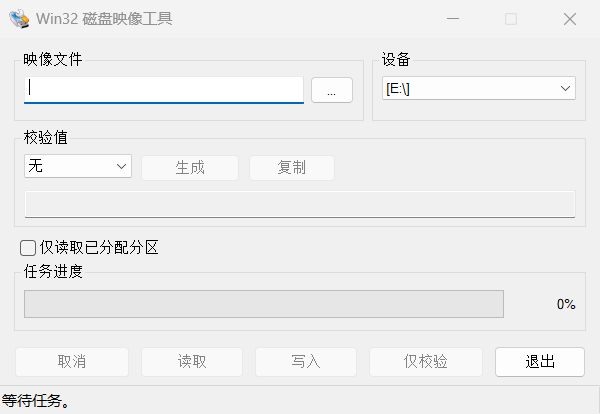 Win32 磁盘映像工具
映像文件
设备
...
[E:\]
校验值
无
生成
复制
仅读取已分配分区
任务进度
0%
取消
读取
写入
仅校验
退出
等待任务。